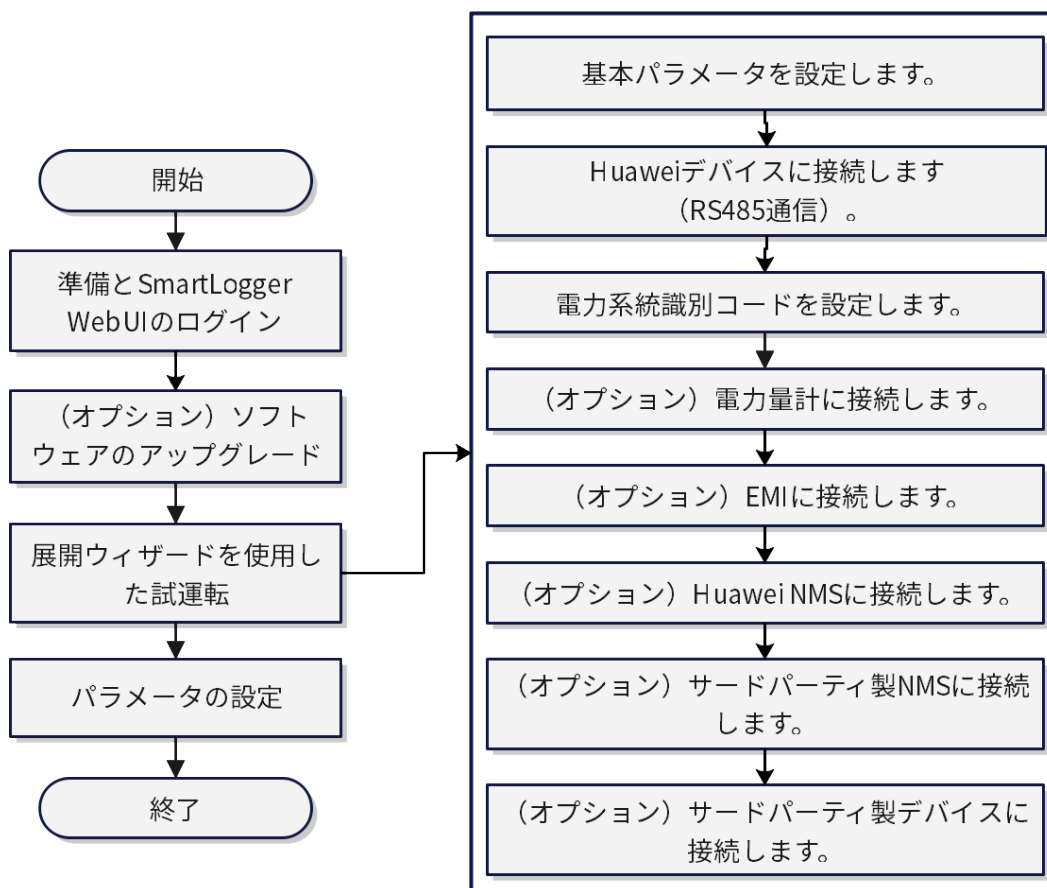 開始
準備とSmartLogger
WebUIのログイン
（オプション）ソフト
ウェアのアップグレード
展開ウィザードを使用し
た試運転
パラメータの設定
終了
基本パラメータを設定します。
Huaweiデバイスに接続します
（RS485通信）。
電力系統識別コードを設定します。
（オプション）電力量計に接続します。
（オプション）EMIに接続します。
（オプション）Huawei NMSに接続します。
（オプション）サードパーティ製NMSに接続
します。
（オプション）サードパーティ製デバイスに
接続します。